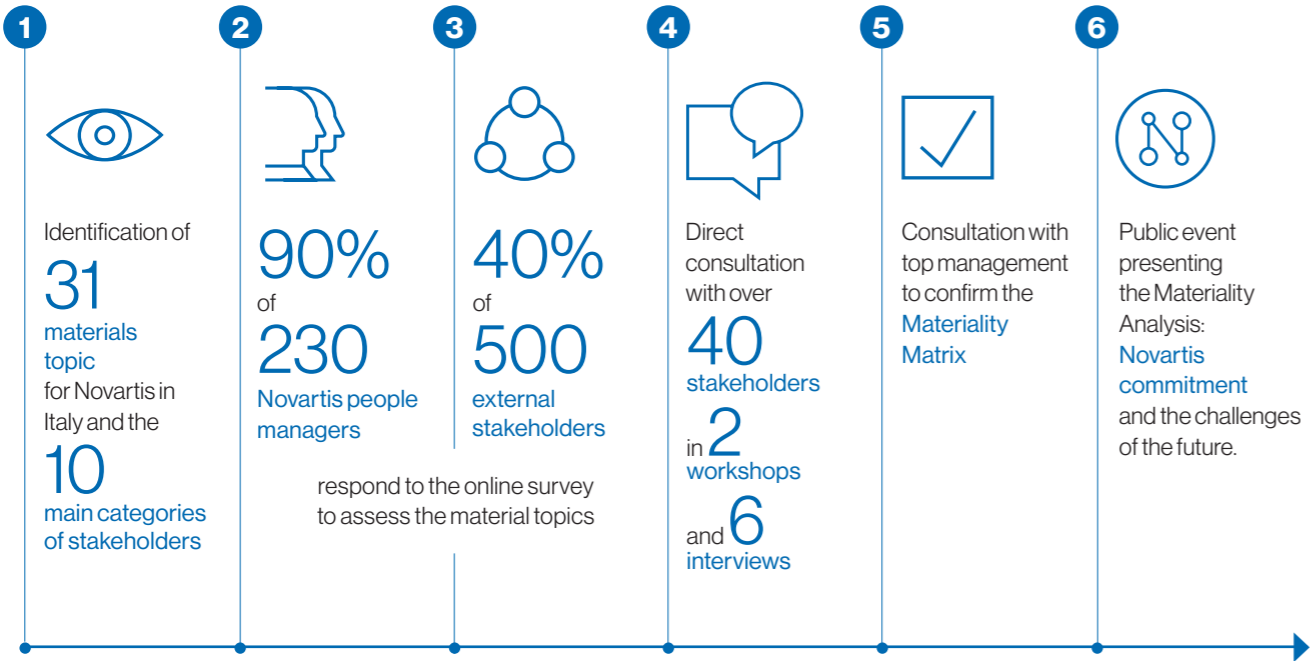 1
Identification of
31
materials
topic
for Novartis in
Italy and the
10
main categories
of stakeholders
2
90%
of
230
Novartis people
managers
3
40%
of
500
external
stakeholders
respond to the online survey
to assess the material topics
4
Direct
consultation
with over
40
stakeholders
in 2
workshops
and 6
interviews
5
Consultation with
top management
to confirm the
Materiality
Matrix
6
Public event
presenting
the Materiality
Analysis:
Novartis
commitment
and the challenges
of the future.